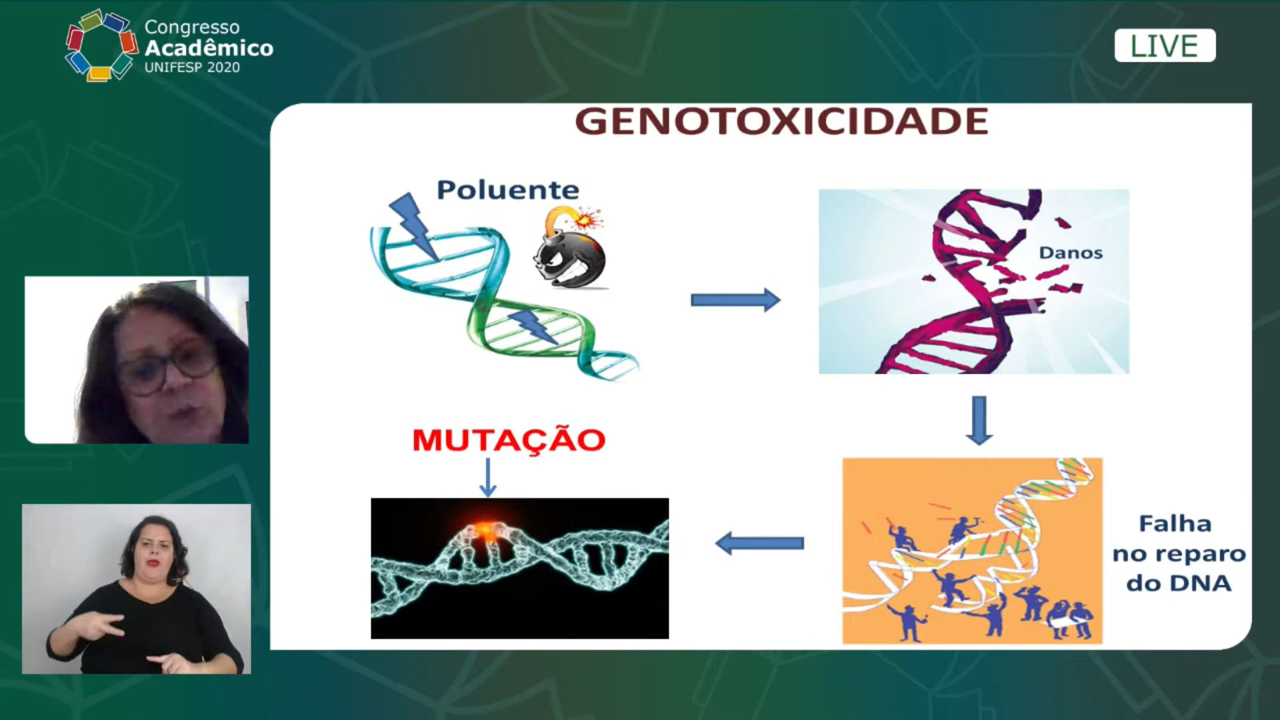 Congresso
Acadêmico
UNIFESP 2020
LIVE
GENOTOXICIDADE
Poluente
Danos
MUTAÇÃO
Falha
no reparo
do DNA